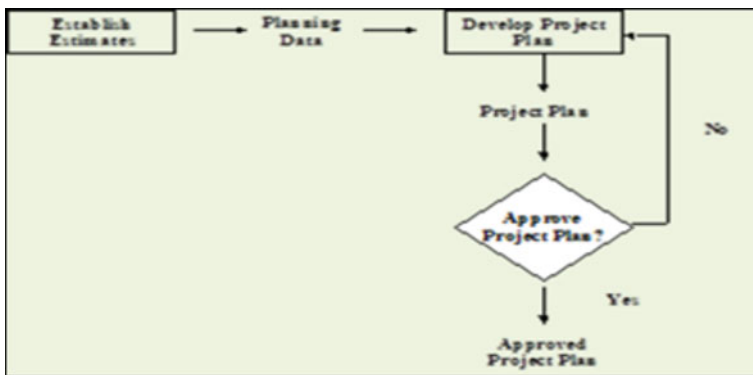 Establish
Estimates
Planning
Data
Develop Project
Plan
Project Plan
No
Approve
Project Plan?
Yes
Approved
Project Plan